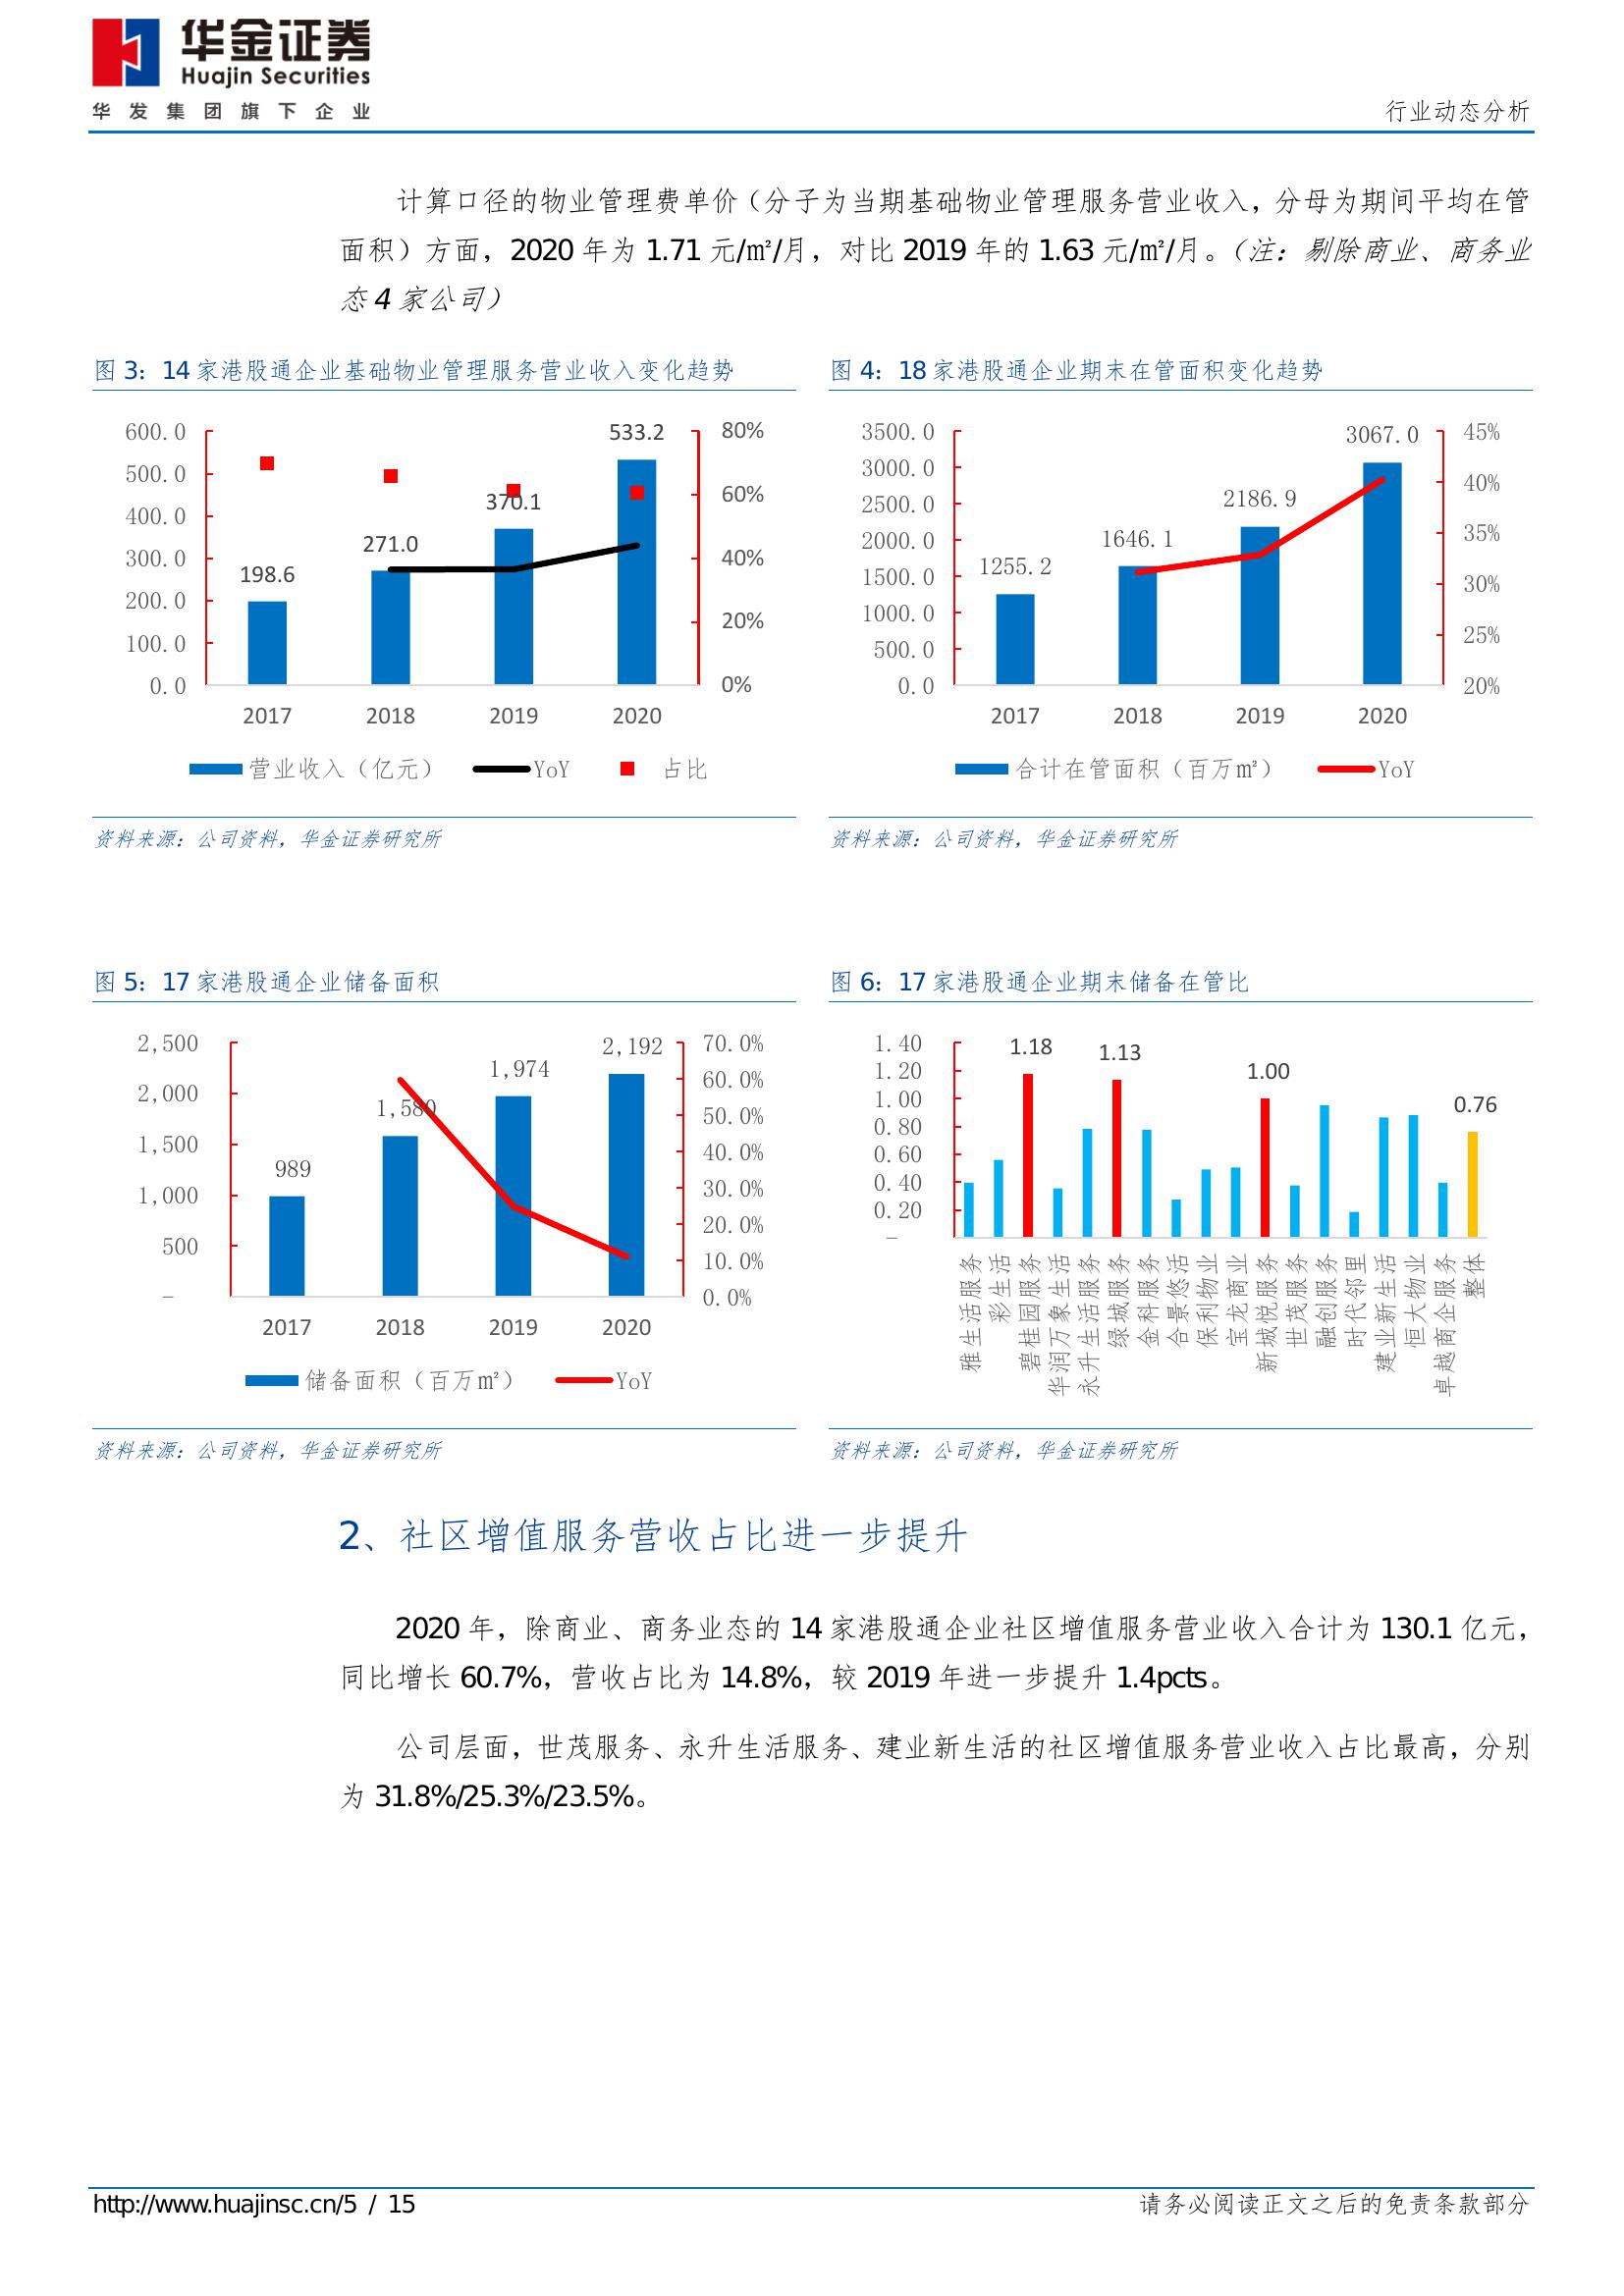 华金证券
Huajin Securities
华发集团旗下企业
行业动态分析
计算口径的物业管理费单价（分子为当期基础物业管理服务营业收入，分母为期间平均在管
面积）方面，2020 年为 1.71 元/㎡/月，对比 2019 年的 1.63 元/㎡/月。（注：剔除商业、商务业
态 4 家公司）
图 3：14 家港股通企业基础物业管理服务营业收入变化趋势
600.0
500.0
400.0
300.0
200.0
100.0
0.0
80%
60%
40%
20%
0%
198.6
271.0
370.1
533.2
2017 2018 2019 2020
营业收入（亿元） YoY 占比
资料来源：公司资料，华金证券研究所
图 4：18 家港股通企业期末在管面积变化趋势
3500.0
3000.0
2500.0
2000.0
1500.0
1000.0
500.0
0.0
45%
40%
35%
30%
25%
20%
1255.2
1646.1
2186.9
3067.0
2017 2018 2019 2020
合计在管面积（百万㎡） YoY
资料来源：公司资料，华金证券研究所
图 5：17 家港股通企业储备面积
2,500
2,000
1,500
1,000
500
-
70.0%
60.0%
50.0%
40.0%
30.0%
20.0%
10.0%
0.0%
989
1,580
1,974
2,192
2017 2018 2019 2020
储备面积（百万㎡） YoY
资料来源：公司资料，华金证券研究所
图 6：17 家港股通企业期末储备在管比
1.40
1.20
1.00
0.80
0.60
0.40
0.20
-
1.18
1.13
1.00
0.76
雅生活服务
彩生活
碧桂园服务
华润万象生活
永升生活服务
绿城服务
金科服务
合景悠活
保利物业
宝龙商业
新城悦服务
世茂服务
融创服务
时代邻里
建业新生活
恒大物业
卓越商企服务
整体
资料来源：公司资料，华金证券研究所
2、社区增值服务营收占比进一步提升
2020 年，除商业、商务业态的 14 家港股通企业社区增值服务营业收入合计为 130.1 亿元，
同比增长 60.7%，营收占比为 14.8%，较 2019 年进一步提升 1.4pcts。
公司层面，世茂服务、永升生活服务、建业新生活的社区增值服务营业收入占比最高，分别
为 31.8%/25.3%/23.5%。
http://www.huajinsc.cn/5 / 15
请务必阅读正文之后的免责条款部分